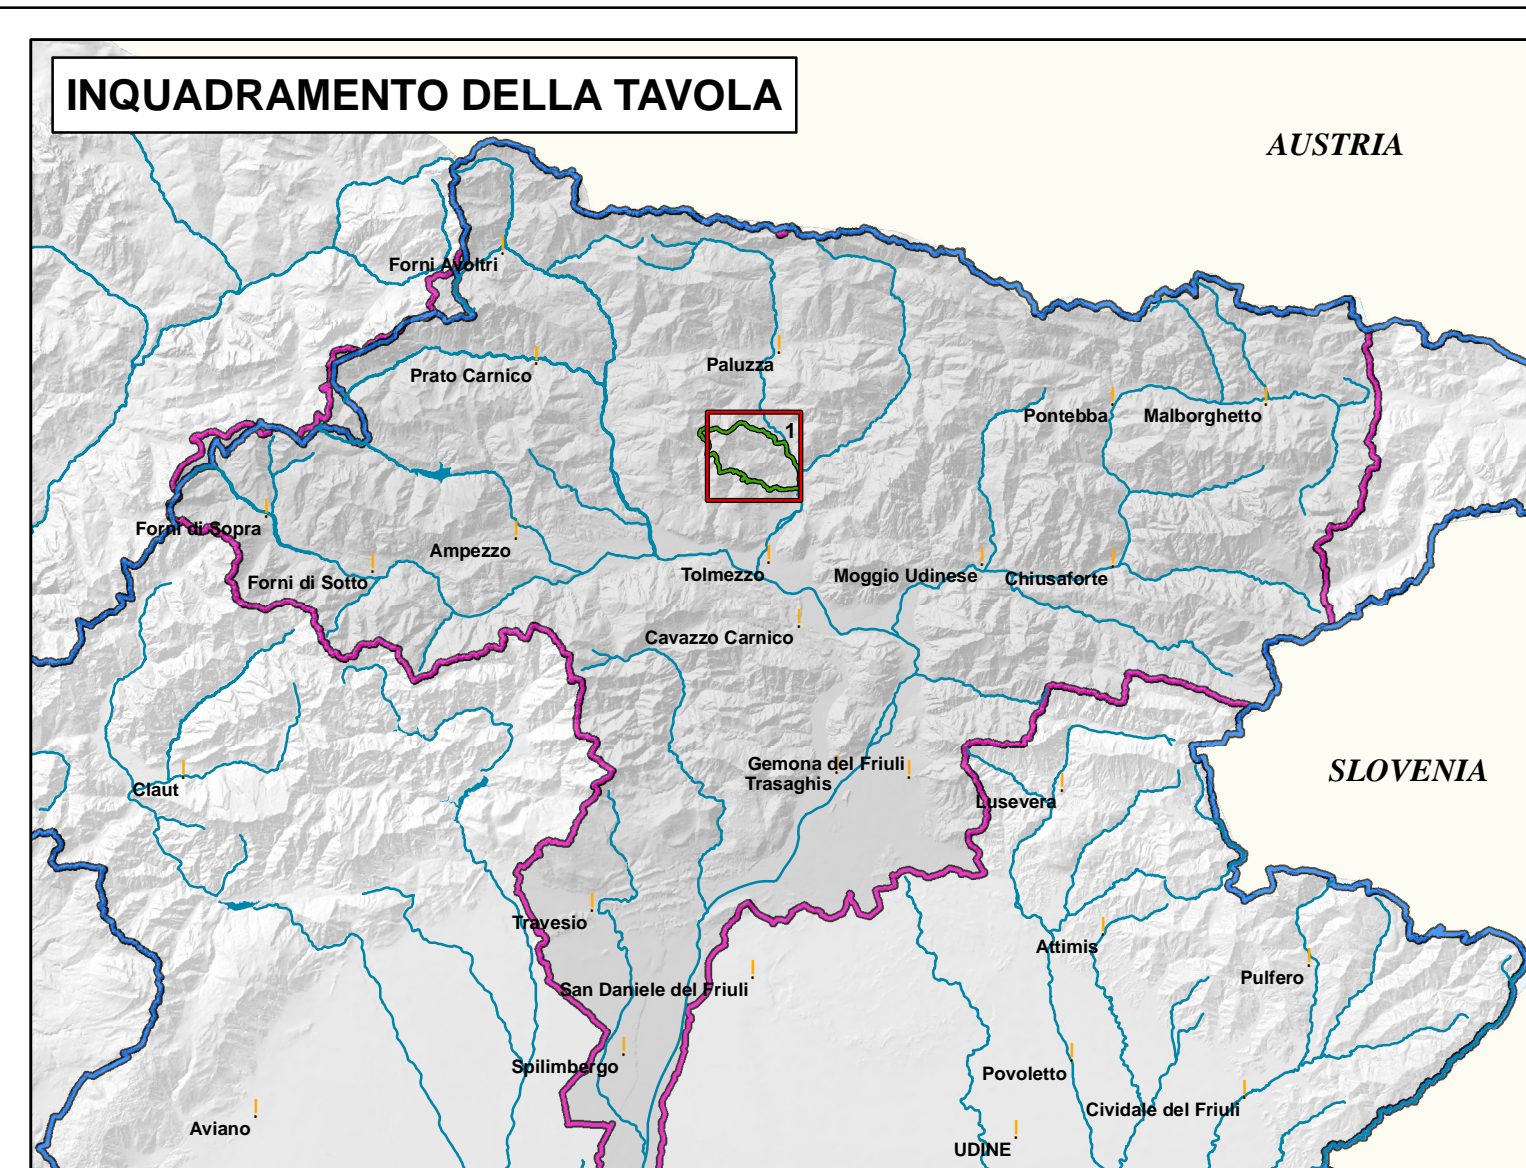 INQUADRAMENTO DELLA TAVOLA
AUSTRIA
Forni Avoltri
Paluzza
Prato Carnico
Pontebba
Malborghetto
1
Forni di Sopra
Ampezzo
Forni di Sotto
Tolmezzo
Moggio Udinese
Chiusaforte
Cavazzo Carnico
Gemona del Friuli
SLOVENIA
Trasaghis
Claut
Lusevera
Travesio
Attimis
Pulfero
San Daniele del Friuli
Spilimbergo
Povoletto
Cividale del Friuli
Aviano
UDINE